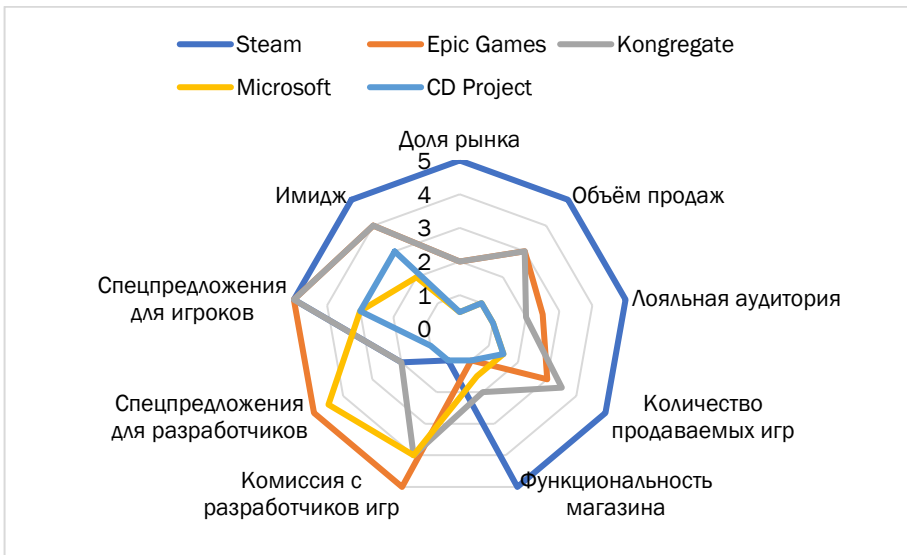 Steam
Epic Games
Kongregate
Microsoft
CD Project
Доля рынка
5
4
3
2
1
0
Имидж
Объём продаж
Спецпредложения
для игроков
Лояльная аудитория
Спецпредложения
для разработчиков
Количество
продаваемых игр
Комиссия с
разработчиков игр
Функциональность
магазина